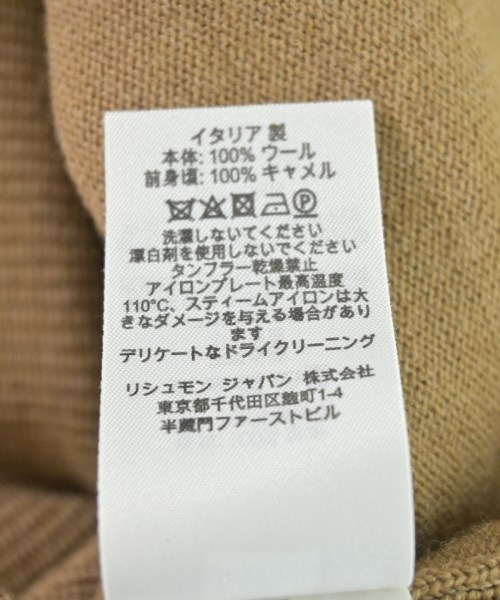 イタリア 製
本体: 100% ウール
前身頃: 100% キャメル
P
洗濯しないてください
漂白剤を使用しないでください
タンフラー乾燥禁止
アイロンプレート最高温度
110°C、スティームアイロンは大
きなダメージを与える場合があり
ます
デリケートなドライクリーニング
リシュモン ジャパン 株式会社
東京都千代田区麹町1-4
半蔵門ファーストビル